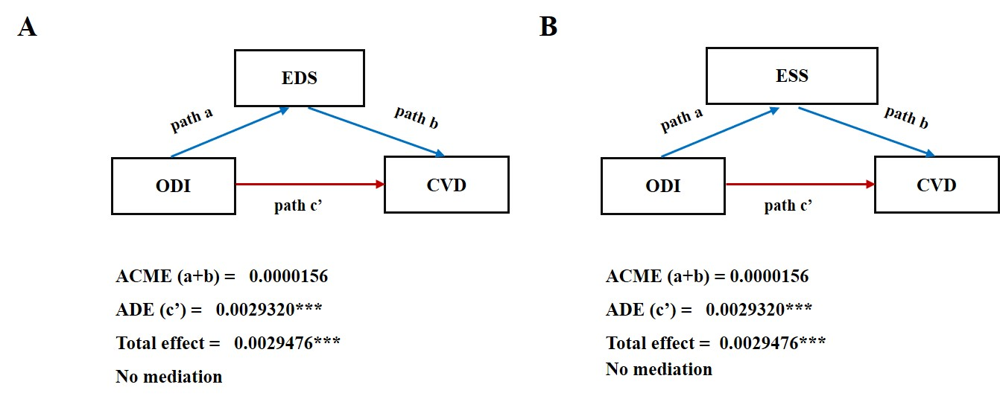 A
EDS
path a
path b
ODI
CVD
path c’
ACME (a+b) = 0.0000156
ADE (c’) = 0.0029320***
Total effect = 0.0029476***
No mediation
B
ESS
path a
path b
ODI
CVD
path c’
ACME (a+b) = 0.0000156
ADE (c’) = 0.0029320***
Total effect = 0.0029476***
No mediation